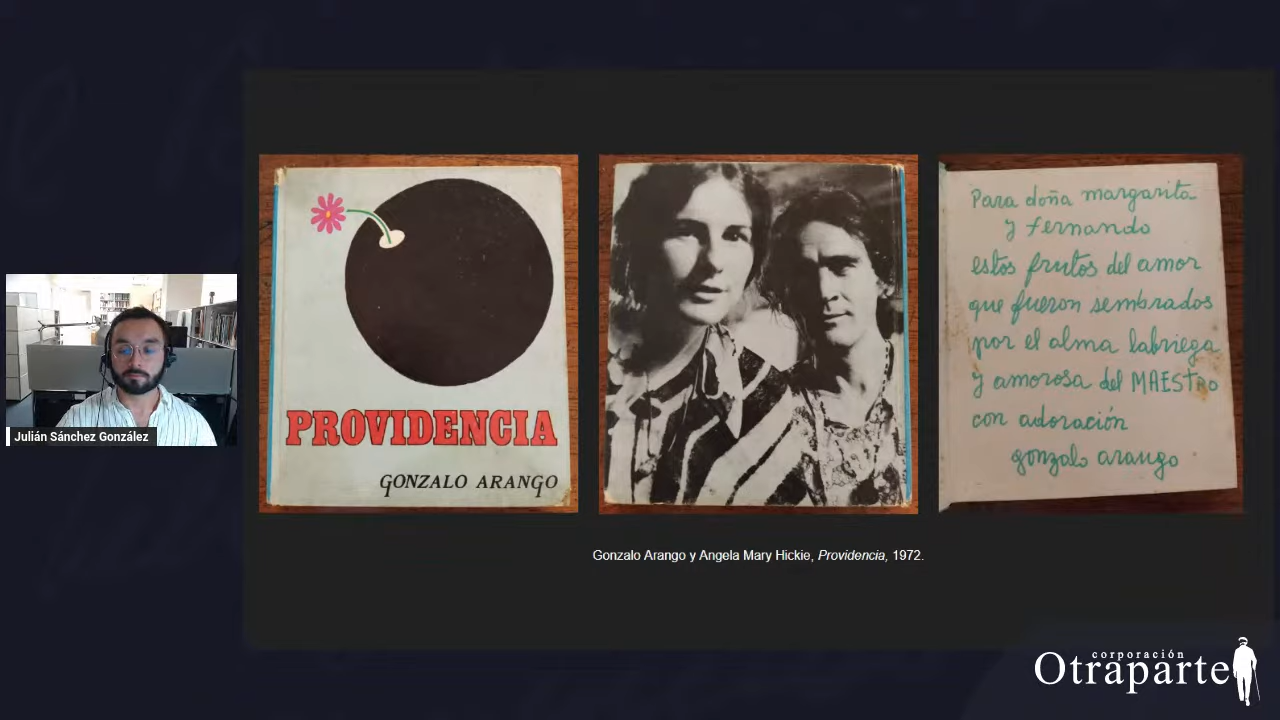 PROVIDENCIA
GONZALO ARANGO
Para doña margarita
y fernando
estos frutos del amor
que fueron sembrados
por el alma labriega
y amorosa del MAESTRO
con adoración
gonzalo arango
Julián Sánchez González
Gonzalo Arango y Angela Mary Hickie, Providencia, 1972.
corporación
Otraparte